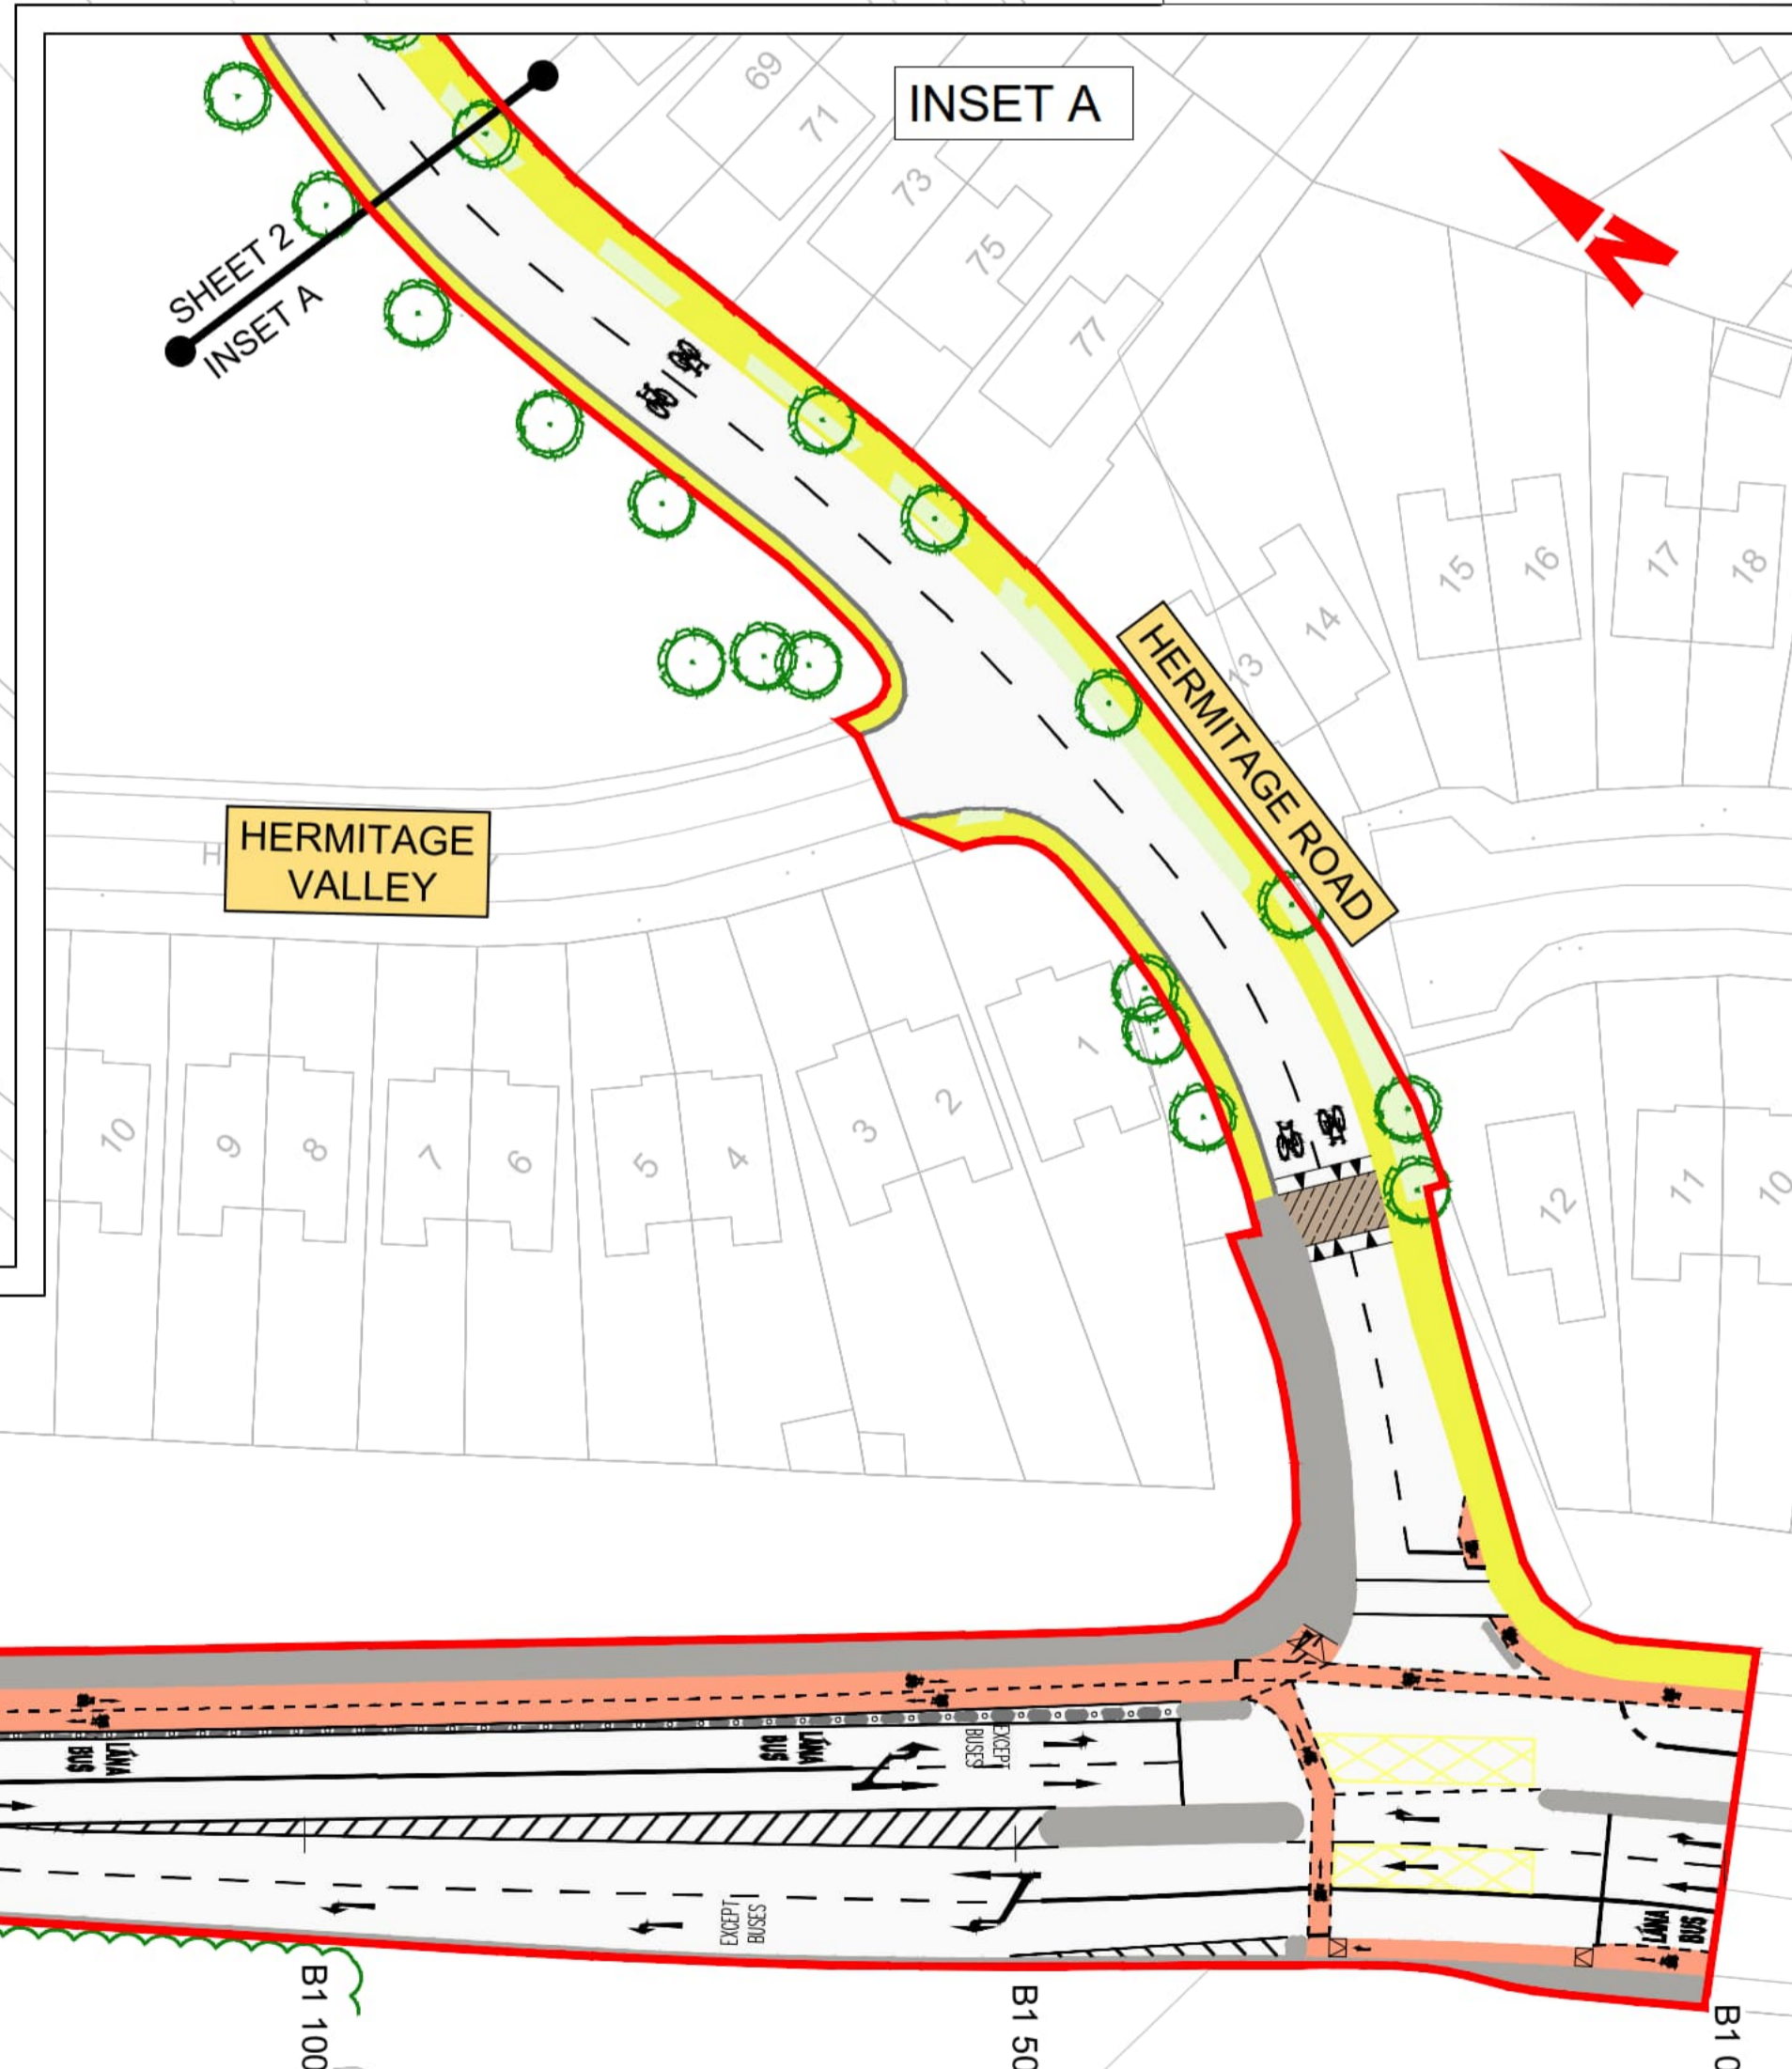 INSET A
SHEET 2
INSET A
69
71
73
75
77
13
14
15
16
17
18
HERMITAGE ROAD
H
HERMITAGE
VALLEY
10
9
8
7
6
5
4
3
2
1
12
11
10
LÁNA
BUS
LÁNA
BUS
EXCEPT
BUSES
EXCEPT
BUSES
LÁNA
BUS
B1 100
B1 50
B1 0